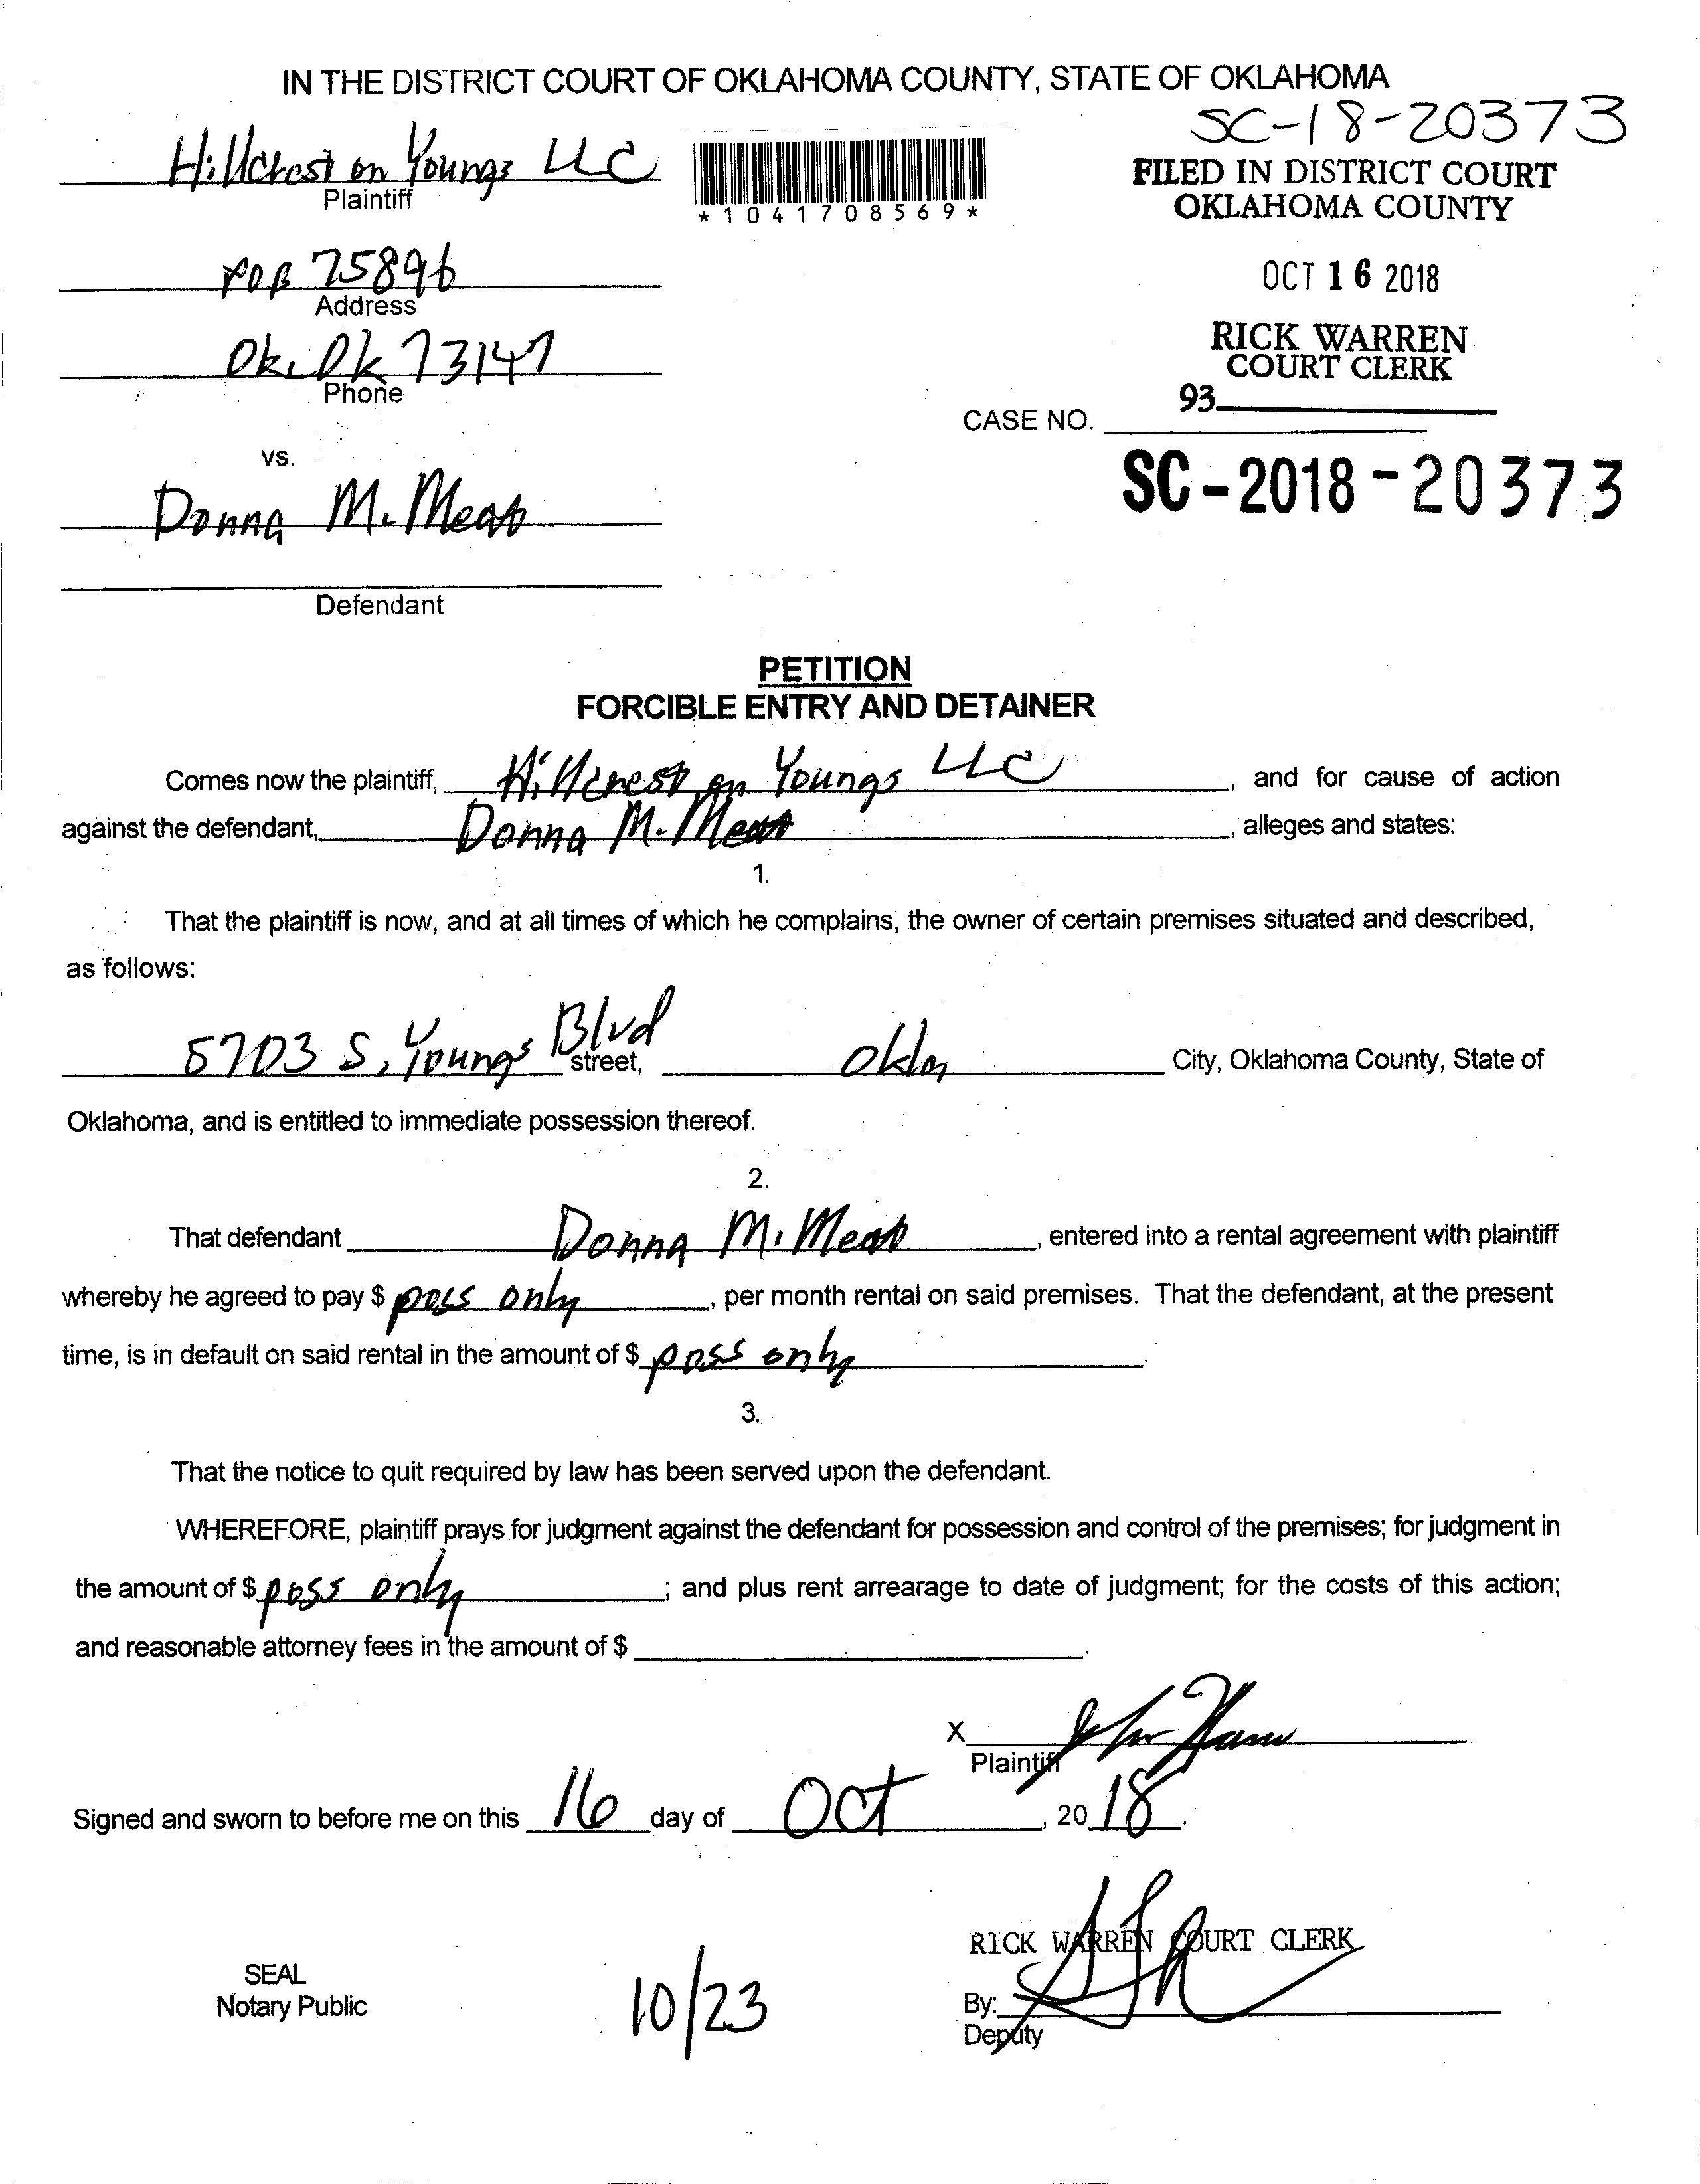 IN THE DISTRICT COURT OF OKLAHOMA COUNTY, STATE OF OKLAHOMA
SC-18-20373
Hillcrest on Youngs LLC
Plaintiff
*1041708569*
FILED IN DISTRICT COURT
OKLAHOMA COUNTY
POB 75896
Address
OCT 16 2018
Ok. Ok 73147
Phone
RICK WARREN
COURT CLERK
93
CASE NO.
vs.
SC-2018-20373
Donna M.
Defendant
PETITION
FORCIBLE ENTRY AND DETAINER
Comes now the plaintiff, Hillcrest on Youngs LLC, and for cause of action
against the defendant, Donna M., alleges and states:
1.
That the plaintiff is now, and at all times of which he complains, the owner of certain premises situated and described,
as follows:
5703 S. Youngs Blvd street, City, Oklahoma County, State of
Oklahoma, and is entitled to immediate possession thereof.
2.
That defendant Donna M., entered into a rental agreement with plaintiff
whereby he agreed to pay $ poss only, per month rental on said premises. That the defendant, at the present
time, is in default on said rental in the amount of $ poss only.
3.
That the notice to quit required by law has been served upon the defendant.
WHEREFORE, plaintiff prays for judgment against the defendant for possession and control of the premises; for judgment in
the amount of $ poss only; and plus rent arrearage to date of judgment; for the costs of this action;
and reasonable attorney fees in the amount of $.
X
Plaintiff
Signed and sworn to before me on this 16 day of Oct, 2018.
RICK WARREN COURT CLERK
SEAL
Notary Public
10/23
By:
Deputy